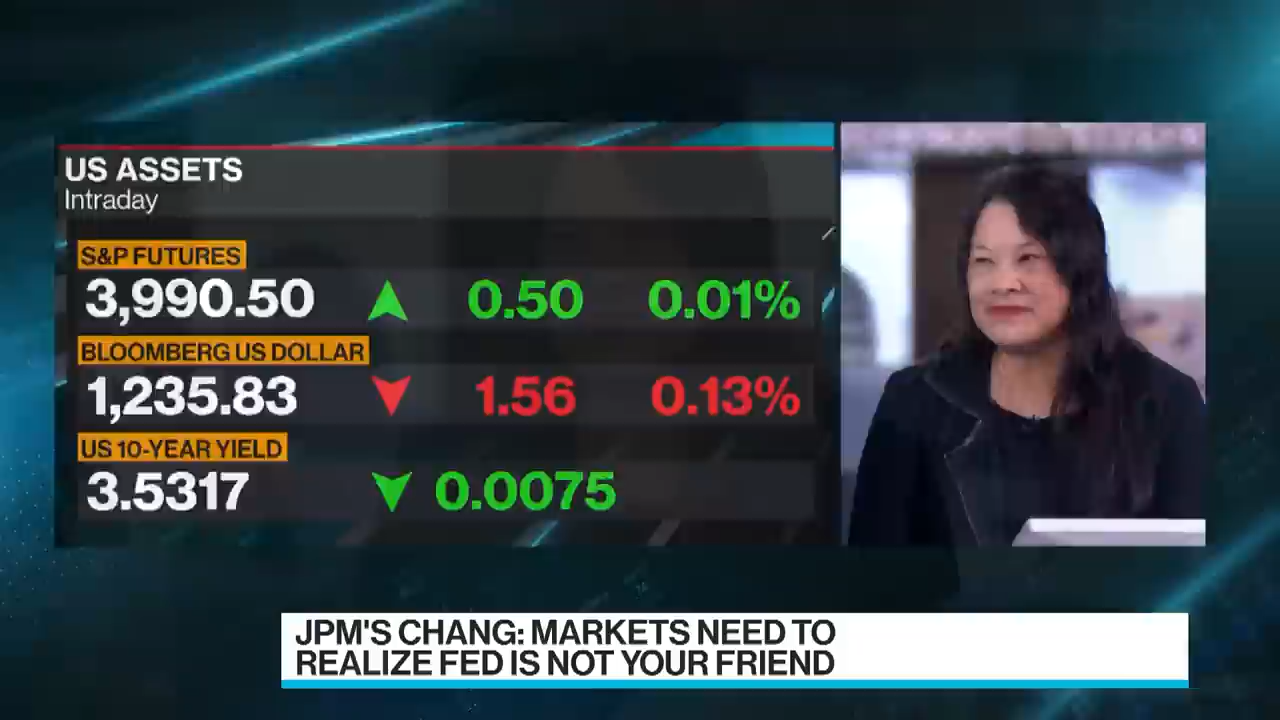 US ASSETS
Intraday
S&P FUTURES
3,990.50 0.50 0.01%
BLOOMBERG US DOLLAR
1,235.83 1.56 0.13%
US 10-YEAR YIELD
3.5317 0.0075
JPM'S CHANG: MARKETS NEED TO
REALIZE FED IS NOT YOUR FRIEND